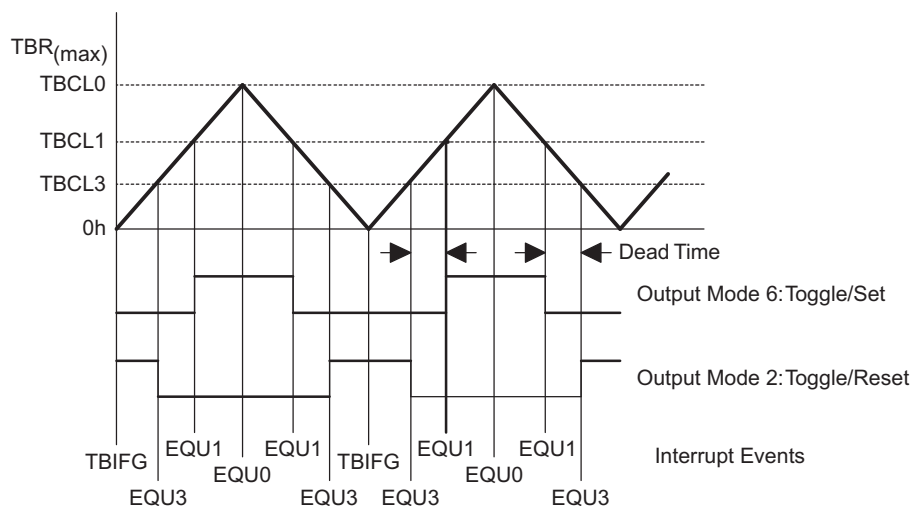 TBR(max)
TBCL0
TBCL1
TBCL3
0h
Dead Time
Output Mode 6:Toggle/Set
Output Mode 2:Toggle/Reset
EQU1 EQU1 EQU1 EQU1
TBIFG EQU0 TBIFG EQU0 Interrupt Events
EQU3 EQU3 EQU3 EQU3